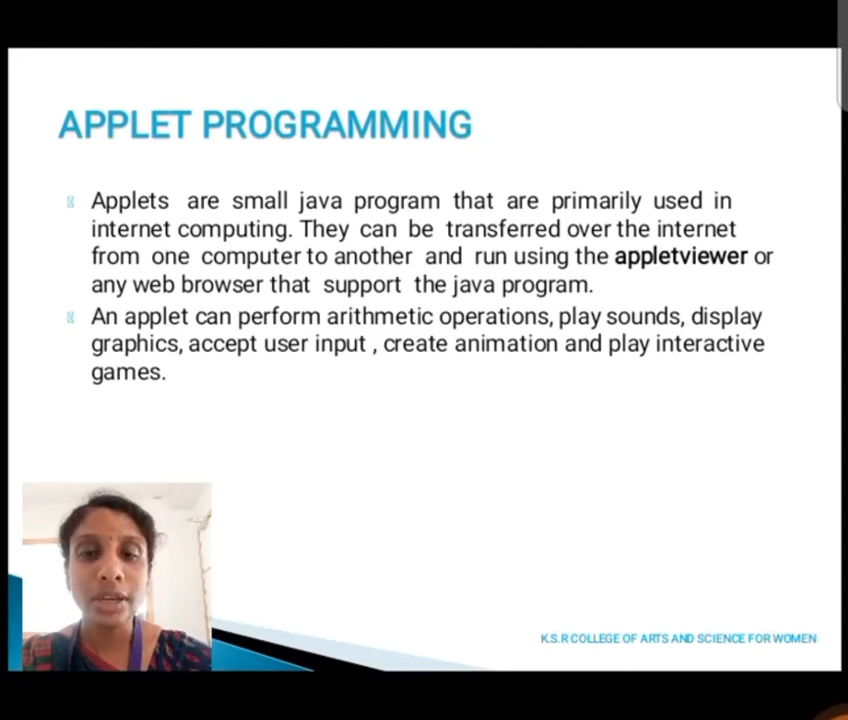 APPLET PROGRAMMING
Applets are small java program that are primarily used in
internet computing. They can be transferred over the internet
from one computer to another and run using the appletviewer or
any web browser that support the java program.
An applet can perform arithmetic operations, play sounds, display
graphics, accept user input , create animation and play interactive
games.
K.S.R COLLEGE OF ARTS AND SCIENCE FOR WOMEN